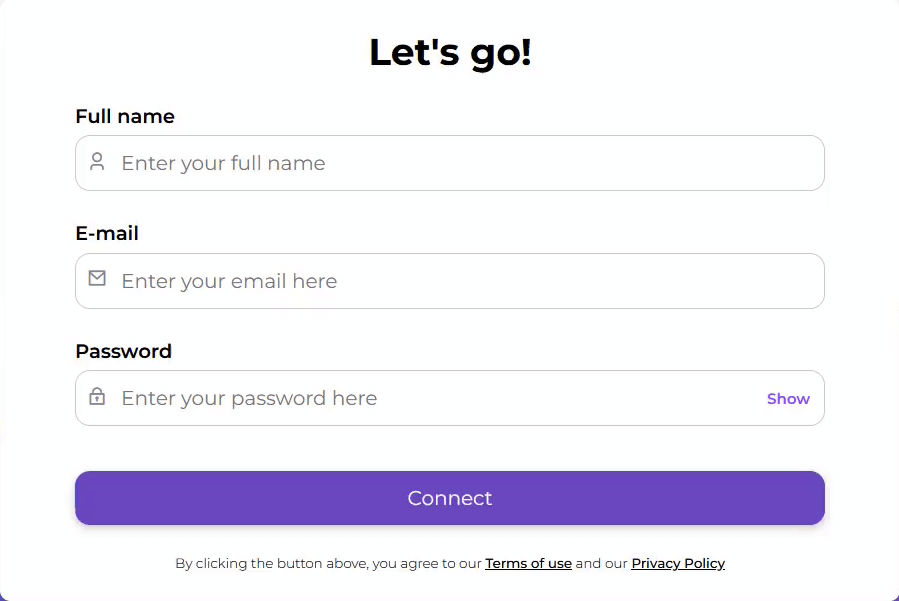 Let's go!
Full name
Enter your full name
E-mail
Enter your email here
Password
Enter your password here
Show
Connect
By clicking the button above, you agree to our Terms of use and our Privacy Policy